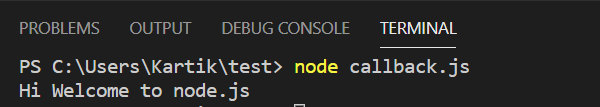 PROBLEMS OUTPUT DEBUG CONSOLE TERMINAL
PS C:\Users\Kartik\test> node callback.js
Hi Welcome to node.js